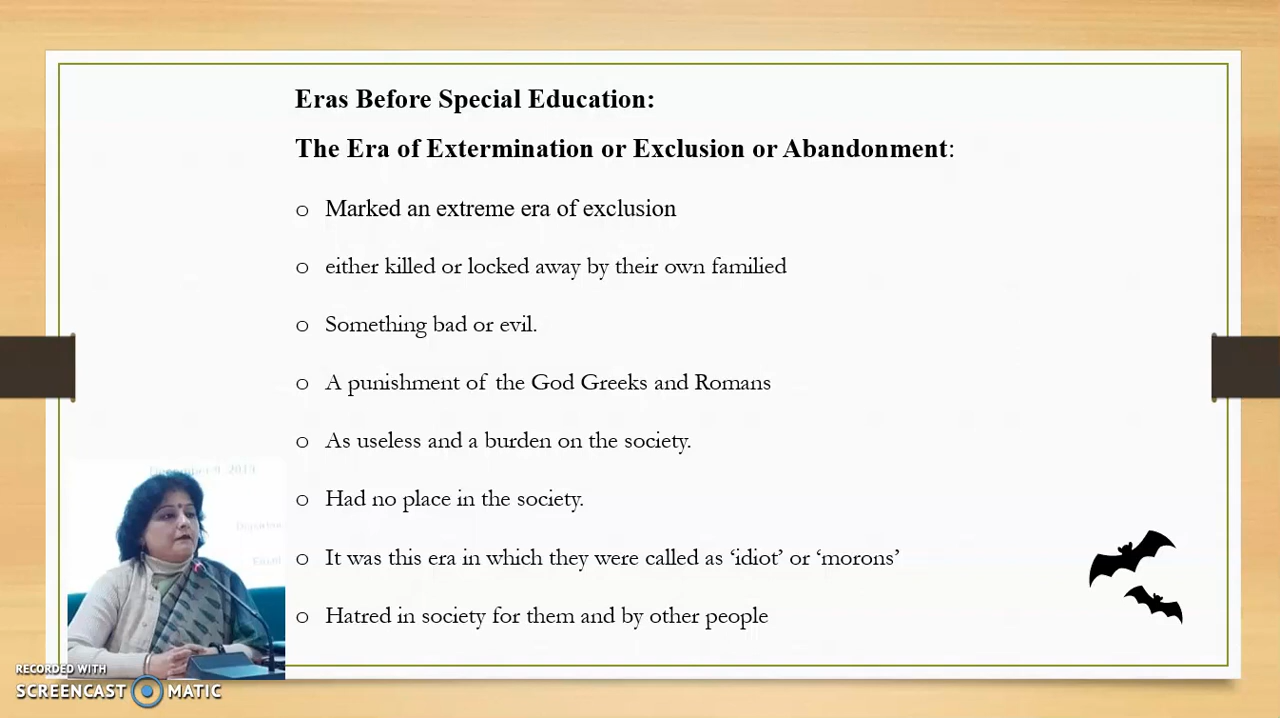 Eras Before Special Education:
The Era of Extermination or Exclusion or Abandonment:
o Marked an extreme era of exclusion
o either killed or locked away by their own familied
o Something bad or evil.
o A punishment of the God Greeks and Romans
o As useless and a burden on the society.
o Had no place in the society.
o It was this era in which they were called as ‘idiot’ or ‘morons’
o Hatred in society for them and by other people
RECORDED WITH
SCREENCAST MATIC